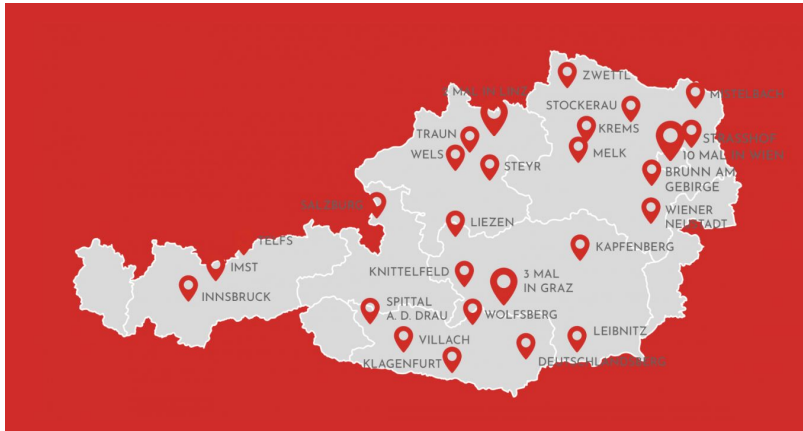 ZWETTL
MISTELBACH
MAL IN LINZ
STOCKERAU
KREMS
STRASSHOF
TRAUN
10 MAL IN WIEN
WELS
MELK
STEYR
BRUNN AM
GEBIRGE
SALZBURG
WIENER
NEUSTADT
LIEZEN
TELFS
KAPFENBERG
IMST
KNITTELFELD
3 MAL
IN GRAZ
INNSBRUCK
SPITTAL
A. D. DRAU
WOLFSBERG
LEIBNITZ
VILLACH
KLAGENFURT
DEUTSCHLANDSBERG